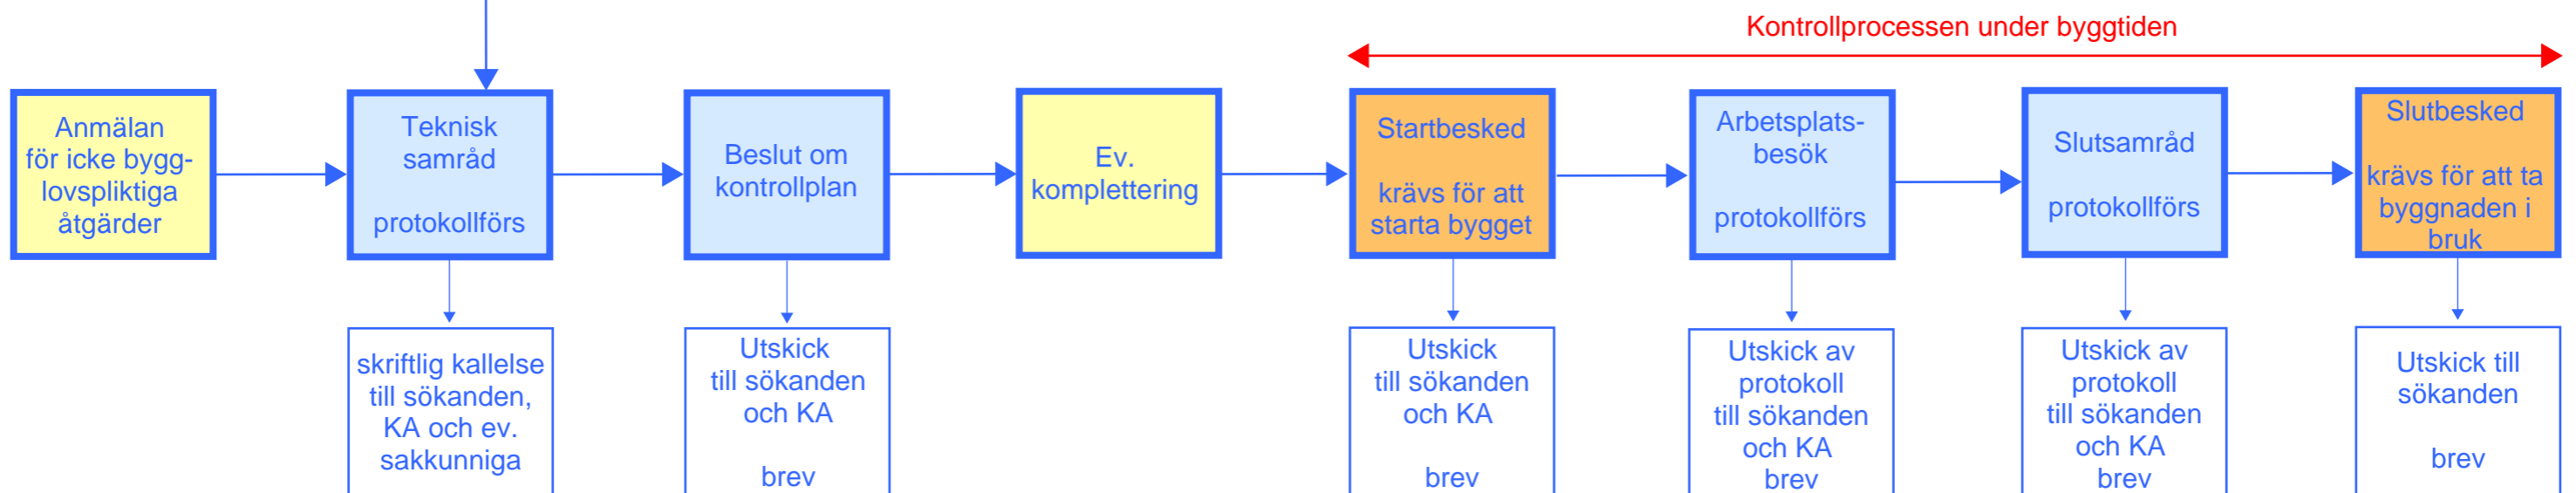 Kontrollprocessen under byggtiden
Anmälan
för icke bygg-
lovspliktiga
åtgärder
Teknisk
samråd
protokollförs
Beslut om
kontrollplan
Ev.
komplettering
Startbesked
krävs för att
starta bygget
Arbetsplats-
besök
protokollförs
Slutsamråd
protokollförs
Slutbesked
krävs för att ta
byggnaden i
bruk
skriftlig kallelse
till sökanden,
KA och ev.
sakkunniga
Utskick
till sökanden
och KA
brev
Utskick
till sökanden
och KA
brev
Utskick av
protokoll
till sökanden
och KA
brev
Utskick av
protokoll
till sökanden
och KA
brev
Utskick till
sökanden
brev